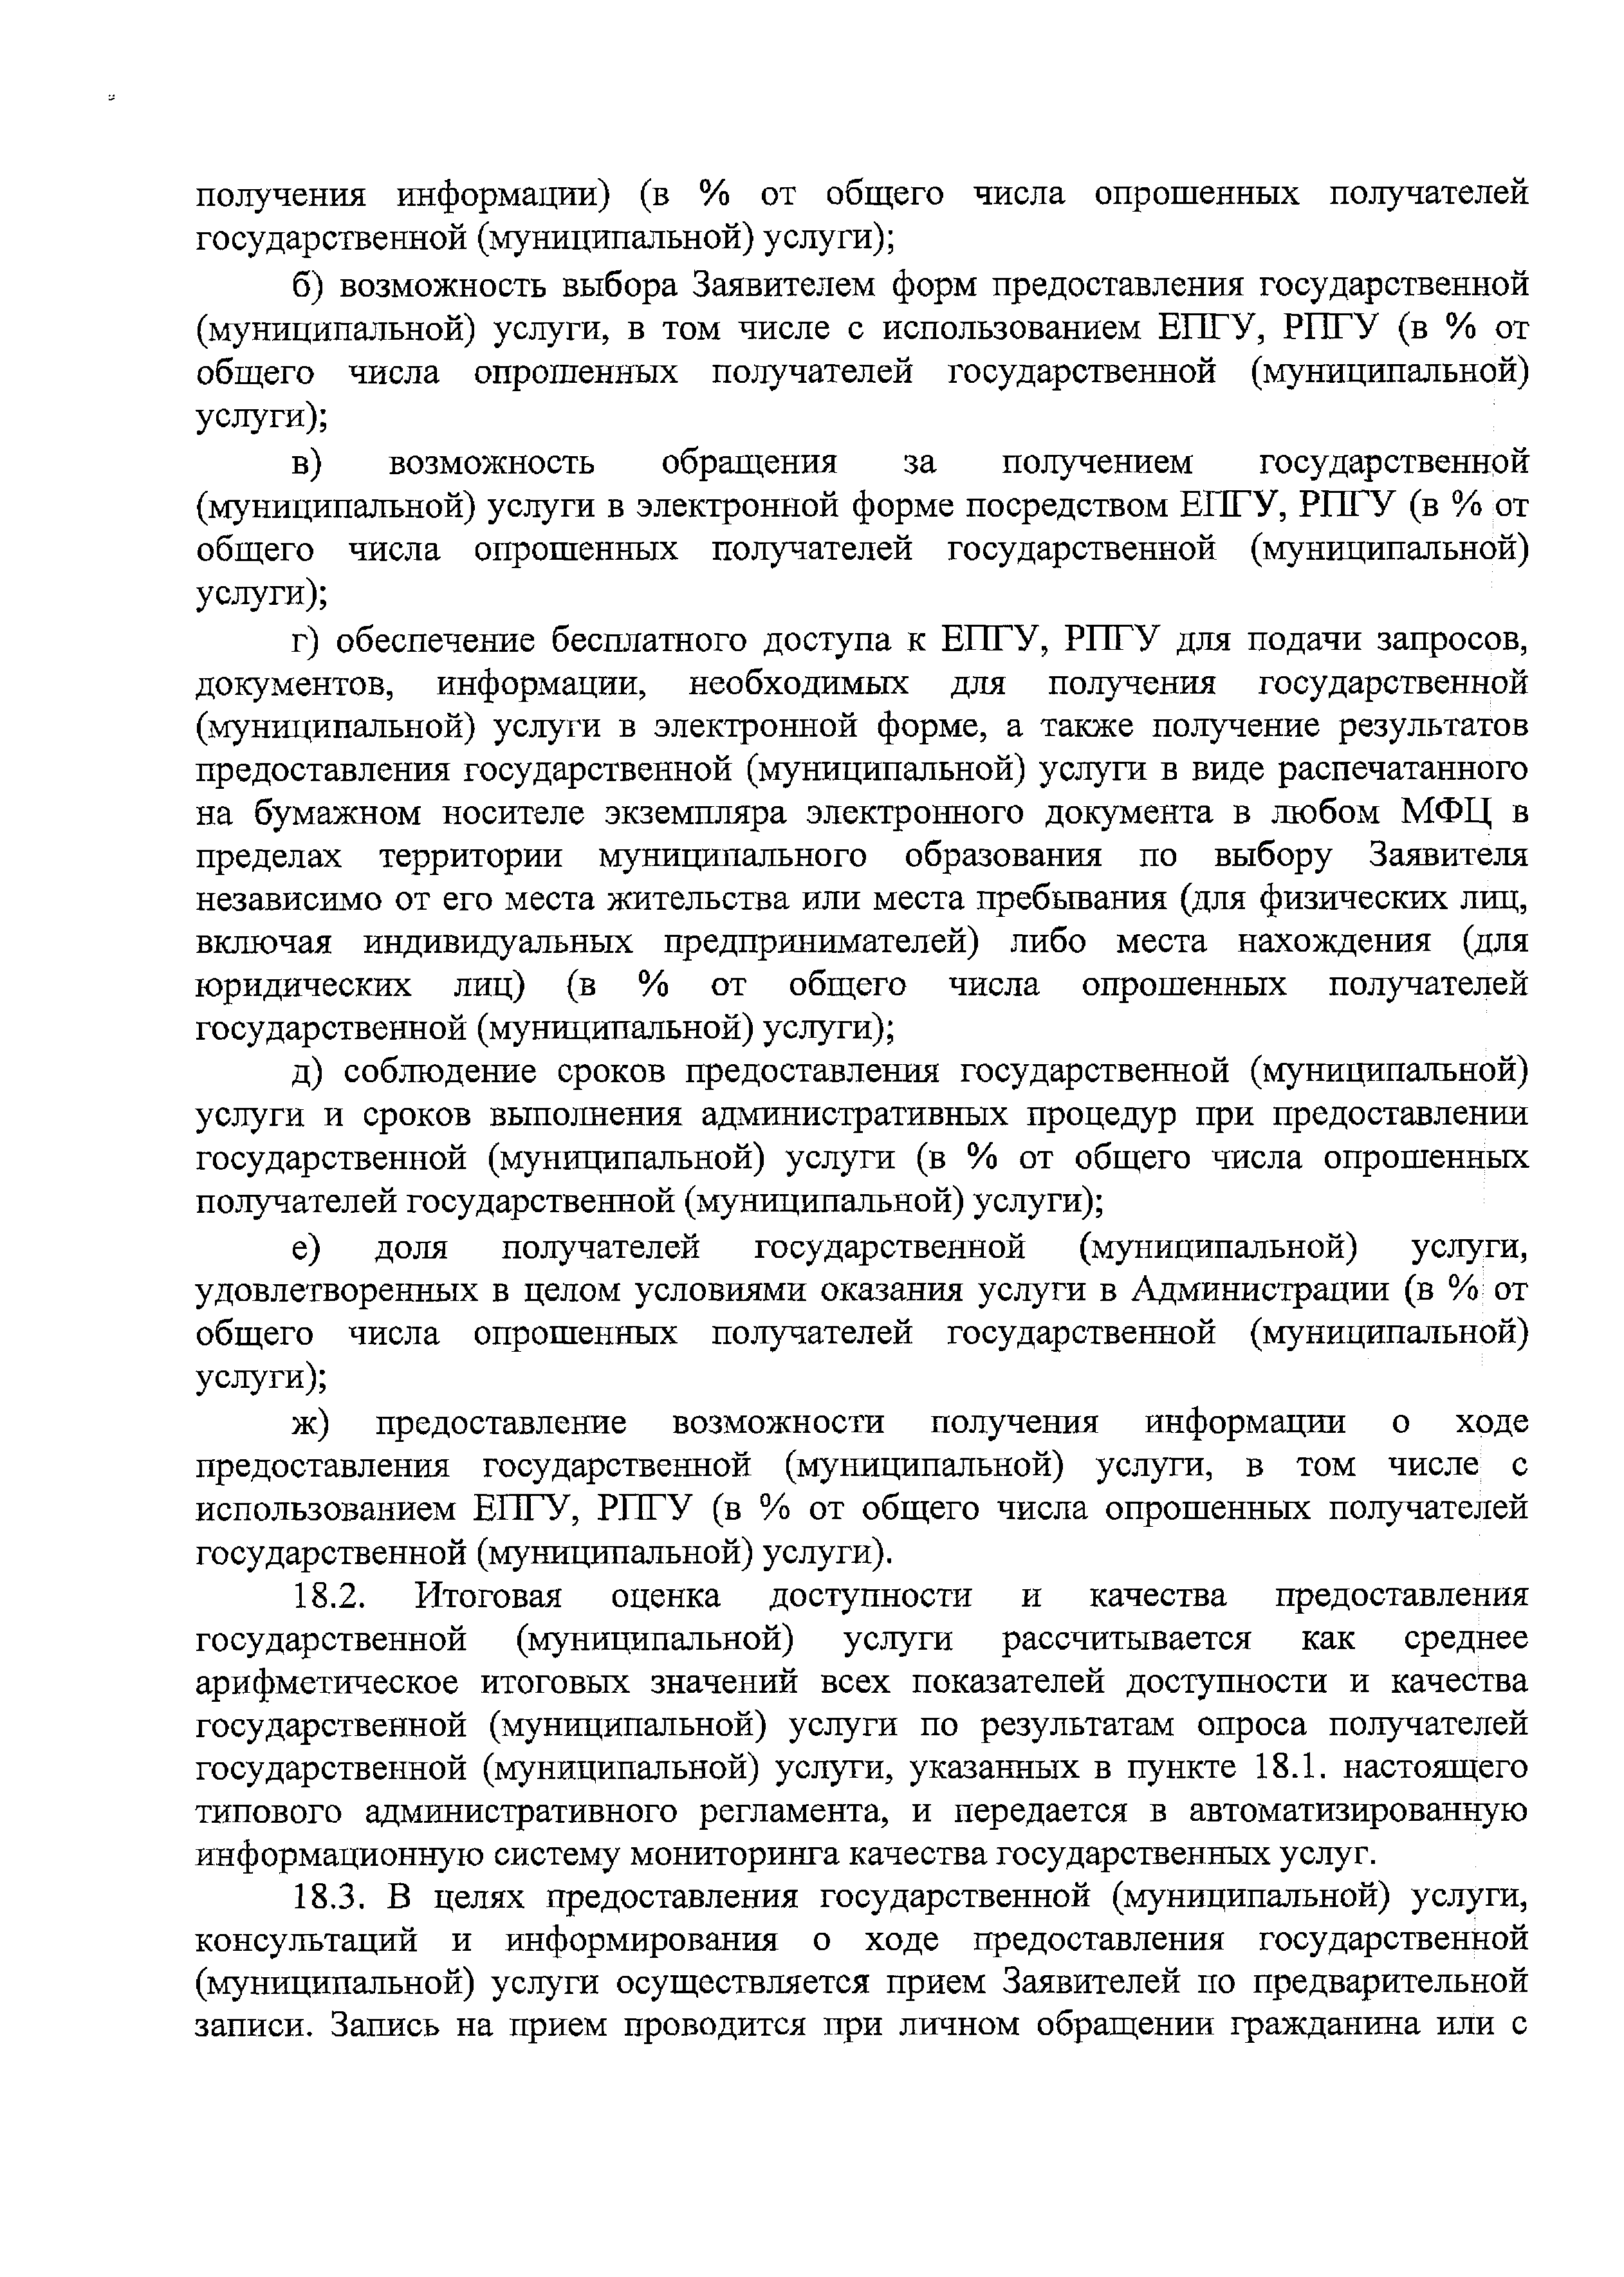 получения информации) (в % от общего числа опрошенных получателей
государственной (муниципальной) услуги);
б) возможность выбора Заявителем форм предоставления государственной
(муниципальной) услуги, в том числе с использованием ЕПГУ, РПГУ (в % от
общего числа опрошенных получателей государственной (муниципальной)
услуги);
в) возможность обращения за получением государственной
(муниципальной) услуги в электронной форме посредством ЕПГУ, РПГУ (в % от
общего числа опрошенных получателей государственной (муниципальной)
услуги);
г) обеспечение бесплатного доступа к ЕПГУ, РПГУ для подачи запросов,
документов, информации, необходимых для получения государственной
(муниципальной) услуги в электронной форме, а также получение результатов
предоставления государственной (муниципальной) услуги в виде распечатанного
на бумажном носителе экземпляра электронного документа в любом МФЦ в
пределах территории муниципального образования по выбору Заявителя
независимо от его места жительства или места пребывания (для физических лиц,
включая индивидуальных предпринимателей) либо места нахождения (для
юридических лиц) (в % от общего числа опрошенных получателей
государственной (муниципальной) услуги);
д) соблюдение сроков предоставления государственной (муниципальной)
услуги и сроков выполнения административных процедур при предоставлении
государственной (муниципальной) услуги (в % от общего числа опрошенных
получателей государственной (муниципальной) услуги);
е) доля получателей государственной (муниципальной) услуги,
удовлетворенных в целом условиями оказания услуги в Администрации (в % от
общего числа опрошенных получателей государственной (муниципальной)
услуги);
ж) предоставление возможности получения информации о ходе
предоставления государственной (муниципальной) услуги, в том числе с
использованием ЕПГУ, РПГУ (в % от общего числа опрошенных получателей
государственной (муниципальной) услуги).
18.2. Итоговая оценка доступности и качества предоставления
государственной (муниципальной) услуги рассчитывается как среднее
арифметическое итоговых значений всех показателей доступности и качества
государственной (муниципальной) услуги по результатам опроса получателей
государственной (муниципальной) услуги, указанных в пункте 18.1. настоящего
типового административного регламента, и передается в автоматизированную
информационную систему мониторинга качества государственных услуг.
18.3. В целях предоставления государственной (муниципальной) услуги,
консультаций и информирования о ходе предоставления государственной
(муниципальной) услуги осуществляется прием Заявителей по предварительной
записи. Запись на прием проводится при личном обращении гражданина или с